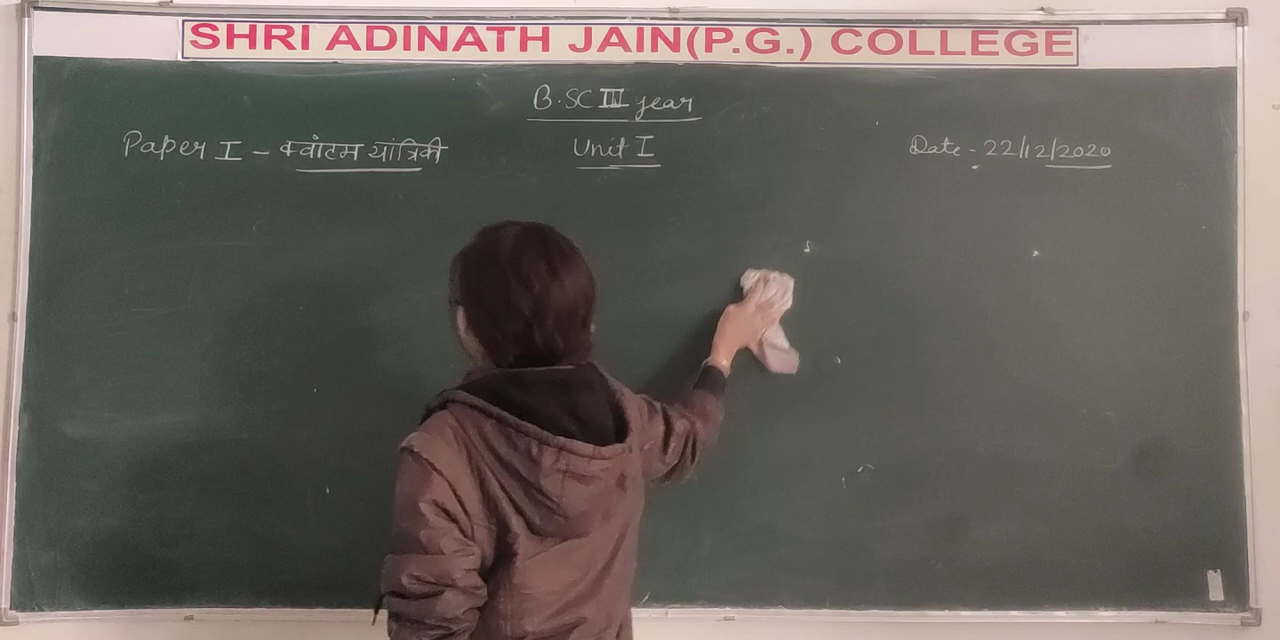 SHRI ADINATH JAIN(P.G.) COLLEGE
B.SC III year
Paper I - क्वांटम यांत्रिकी
Unit I
Date - 22/12/2020